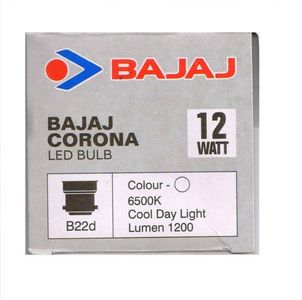 BAJAJ
BAJAJ
CORONA
LED BULB
12
WATT
B22d
Colour -
6500K
Cool Day Light
Lumen 1200